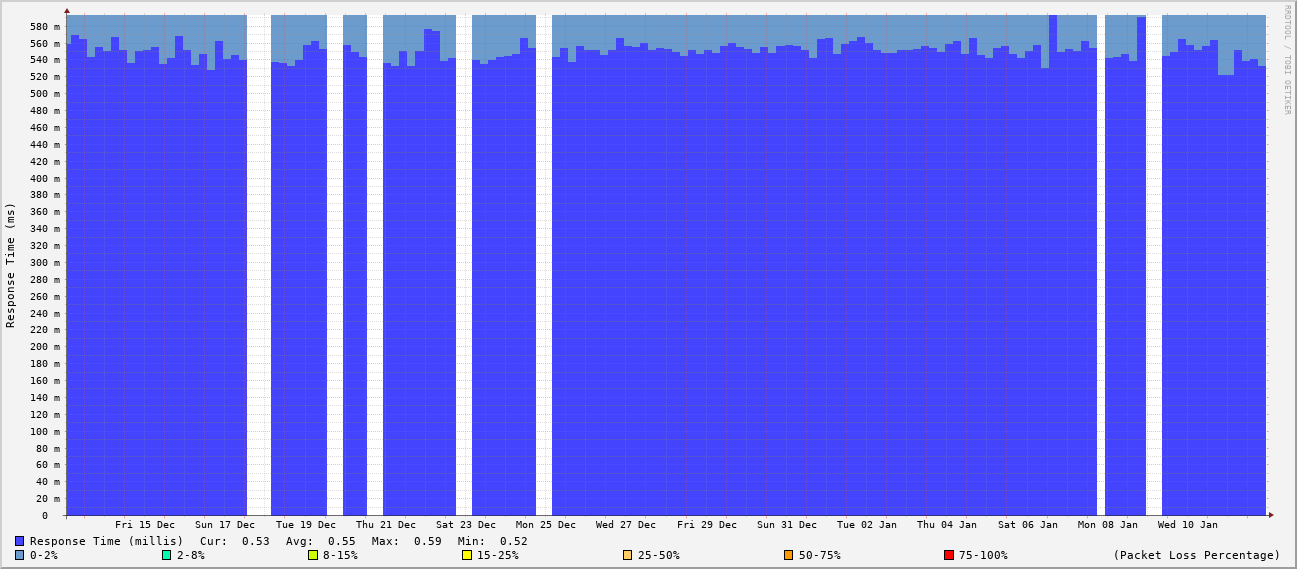 RRDTOOL / TOBI OETIKER
Response Time (ms)
580 m
560 m
540 m
520 m
500 m
480 m
460 m
440 m
420 m
400 m
380 m
360 m
340 m
320 m
300 m
280 m
260 m
240 m
220 m
200 m
180 m
160 m
140 m
120 m
100 m
80 m
60 m
40 m
20 m
0
Fri 15 Dec Sun 17 Dec Tue 19 Dec Thu 21 Dec Sat 23 Dec Mon 25 Dec Wed 27 Dec Fri 29 Dec Sun 31 Dec Tue 02 Jan Thu 04 Jan Sat 06 Jan Mon 08 Jan Wed 10 Jan
Response Time (millis) Cur: 0.53 Avg: 0.55 Max: 0.59 Min: 0.52
0-2% 2-8% 8-15% 15-25% 25-50% 50-75% 75-100% (Packet Loss Percentage)